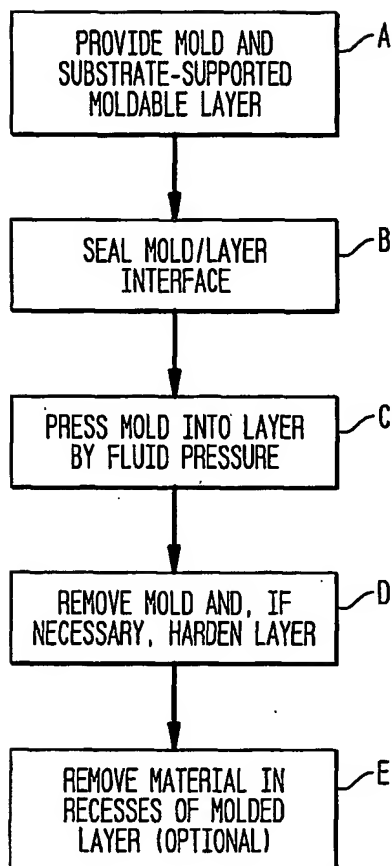 PROVIDE MOLD AND
SUBSTRATE-SUPPORTED
MOLDABLE LAYER
A
SEAL MOLD/LAYER
INTERFACE
B
PRESS MOLD INTO LAYER
BY FLUID PRESSURE
C
REMOVE MOLD AND, IF
NECESSARY, HARDEN LAYER
D
REMOVE MATERIAL IN
RECESSES OF MOLDED
LAYER (OPTIONAL)
E